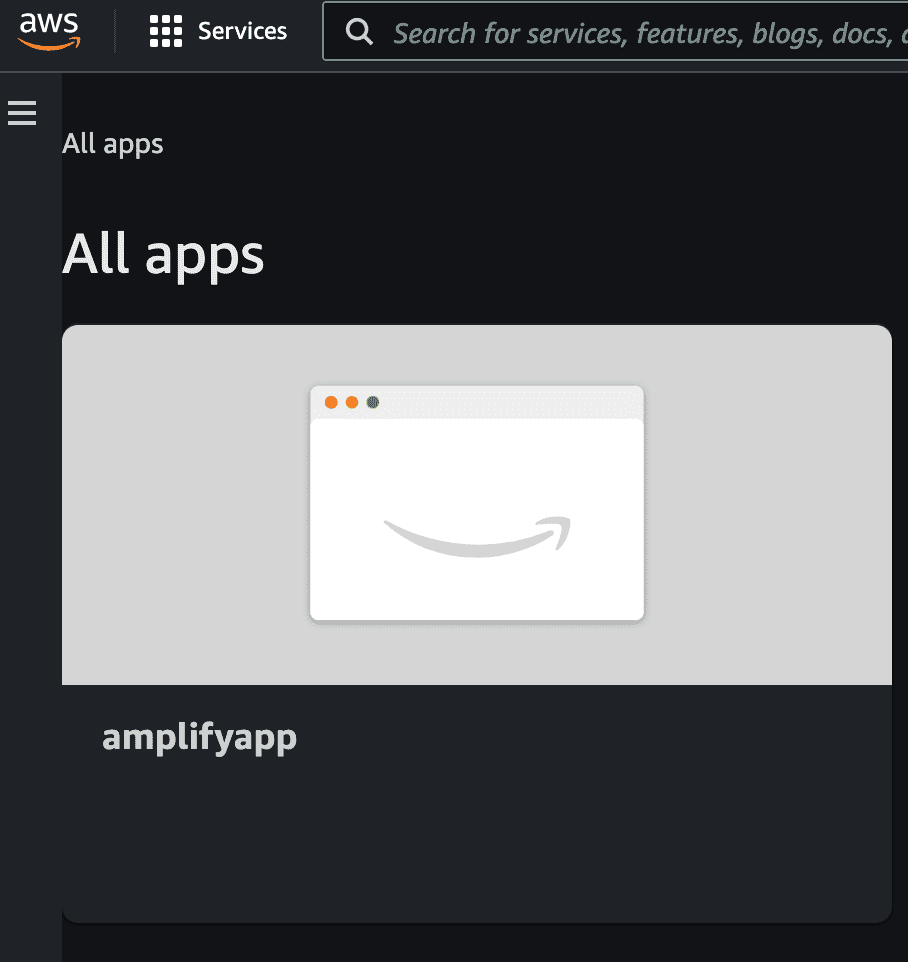 aws
Services
Search for services, features, blogs, docs,
All apps
All apps
amplifyapp